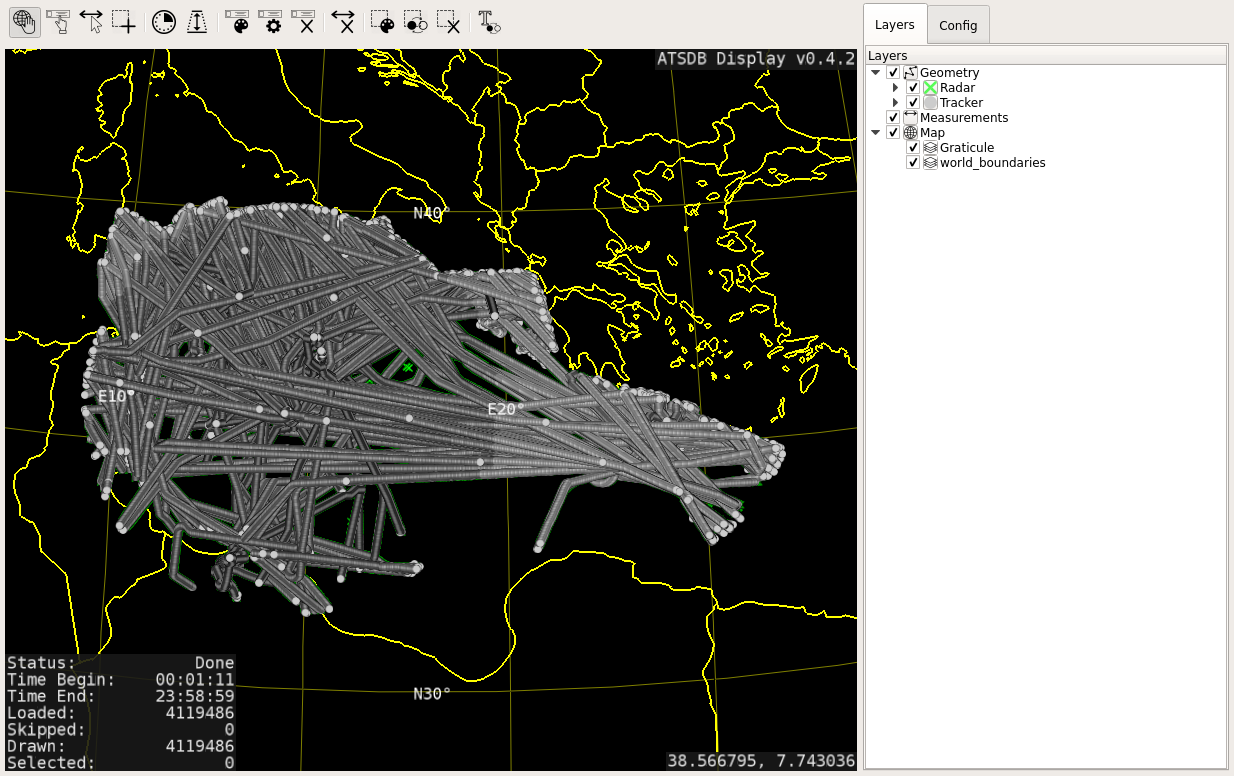 Layers
Config
ATSDB Display v0.4.2
Layers
Geometry
Radar
Tracker
Measurements
Map
Graticule
world_boundaries
N40°
E10°
E20°
N30°
Status: Done
Time Begin: 00:01:11
Time End: 23:58:59
Loaded: 4119486
Skipped: 0
Drawn: 4119486
Selected: 0
38.566795, 7.743036